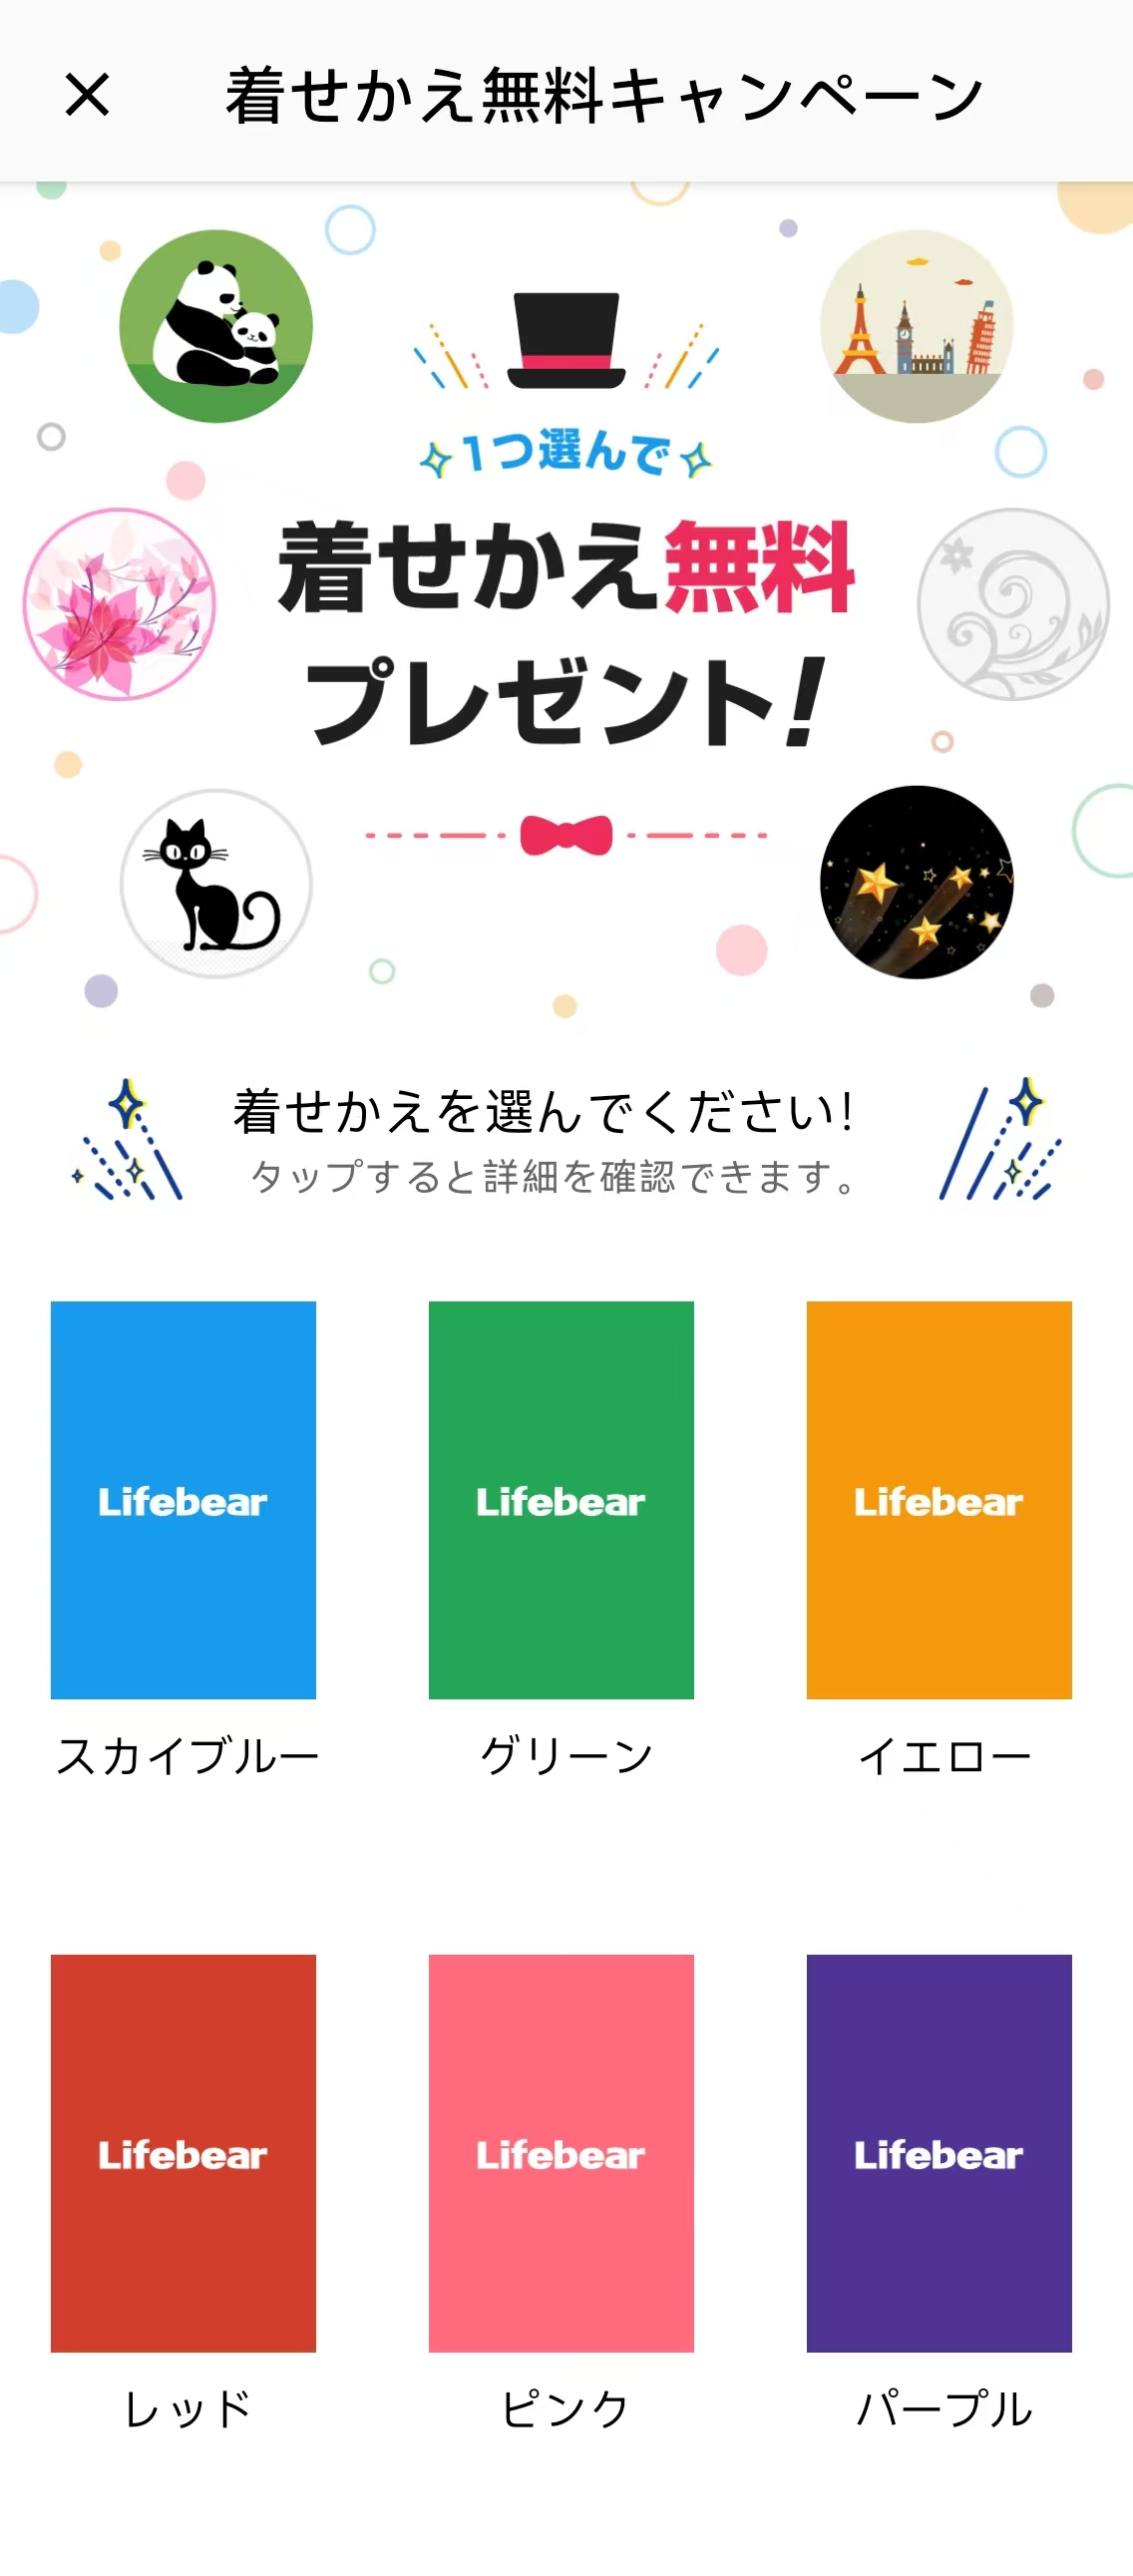 着せかえ無料キャンペーン
1つ選んで
着せかえ無料
プレゼント!
着せかえを選んでください!
タップすると詳細を確認できます。
Lifebear
Lifebear
Lifebear
スカイブルー
グリーン
イエロー
Lifebear
Lifebear
Lifebear
レッド
ピンク
パープル